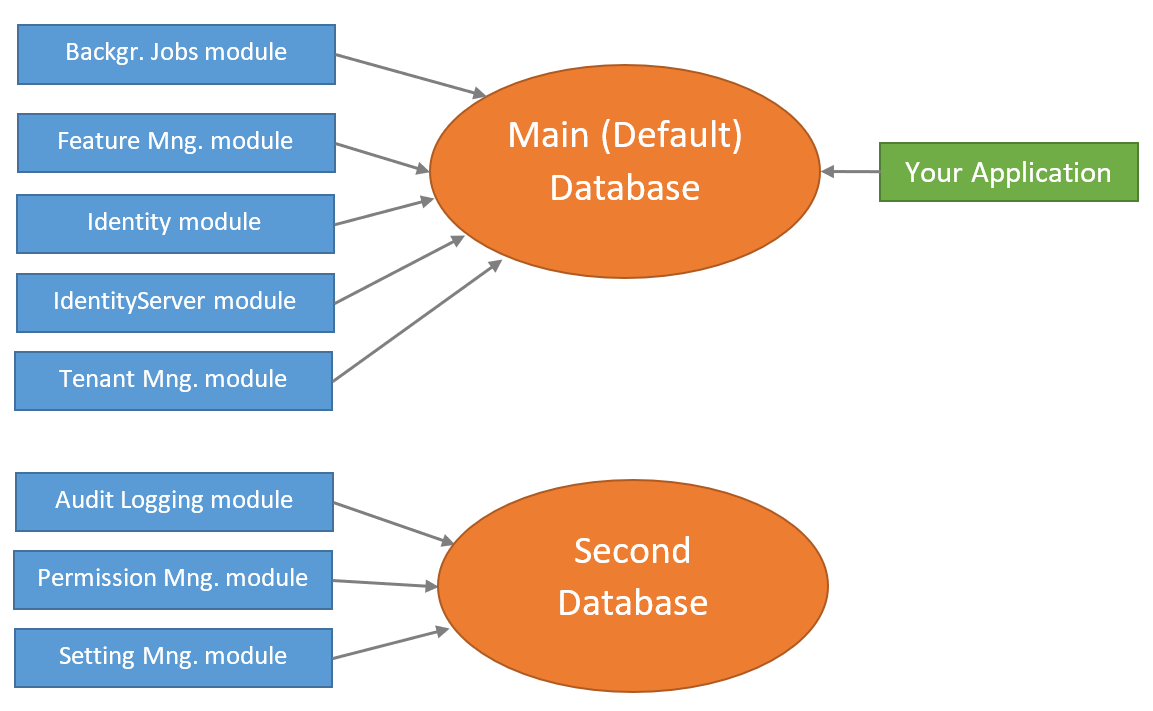 Backgr. Jobs module
Feature Mng. module
Identity module
IdentityServer module
Tenant Mng. module
Main (Default)
Database
Your Application
Audit Logging module
Permission Mng. module
Setting Mng. module
Second
Database